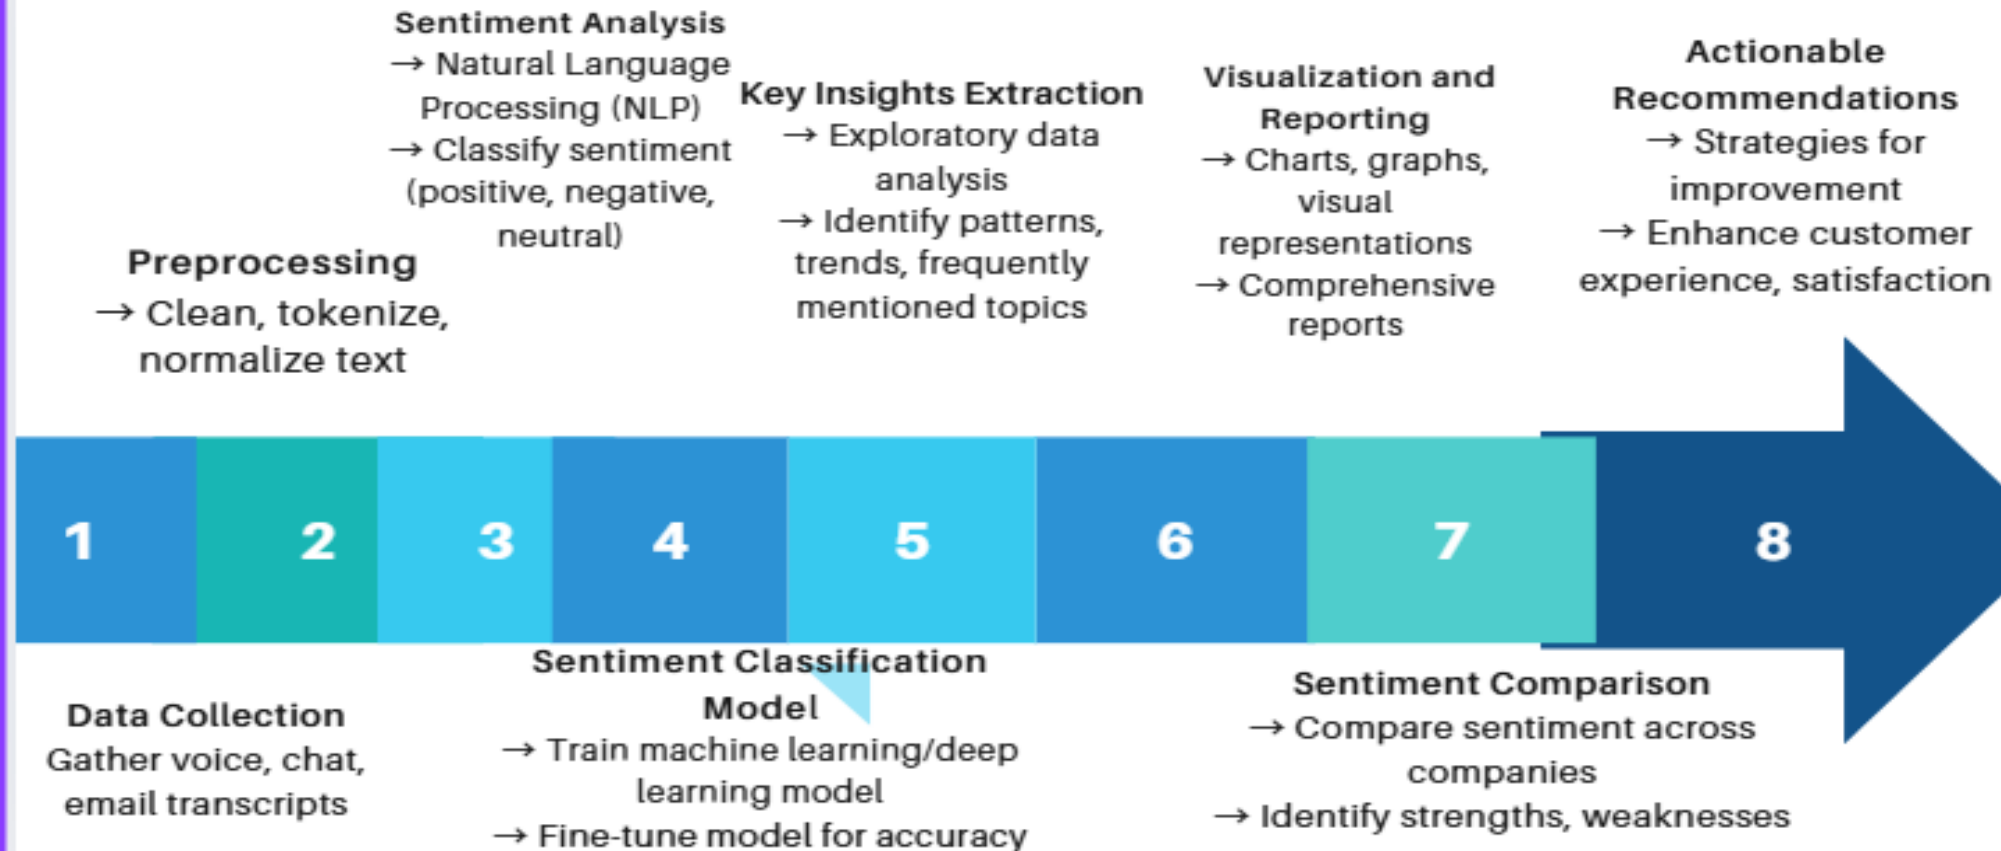 Sentiment Analysis
→ Natural Language
Processing (NLP)
→ Classify sentiment
(positive, negative,
neutral)
Key Insights Extraction
→ Exploratory data
analysis
→ Identify patterns,
trends, frequently
mentioned topics
Visualization and
Reporting
→ Charts, graphs,
visual
representations
→ Comprehensive
reports
Actionable
Recommendations
→ Strategies for
improvement
→ Enhance customer
experience, satisfaction
Preprocessing
→ Clean, tokenize,
normalize text
1 2 3 4 5 6 7 8
Data Collection
Gather voice, chat,
email transcripts
Sentiment Classification
Model
→ Train machine learning/deep
learning model
→ Fine-tune model for accuracy
Sentiment Comparison
→ Compare sentiment across
companies
→ Identify strengths, weaknesses